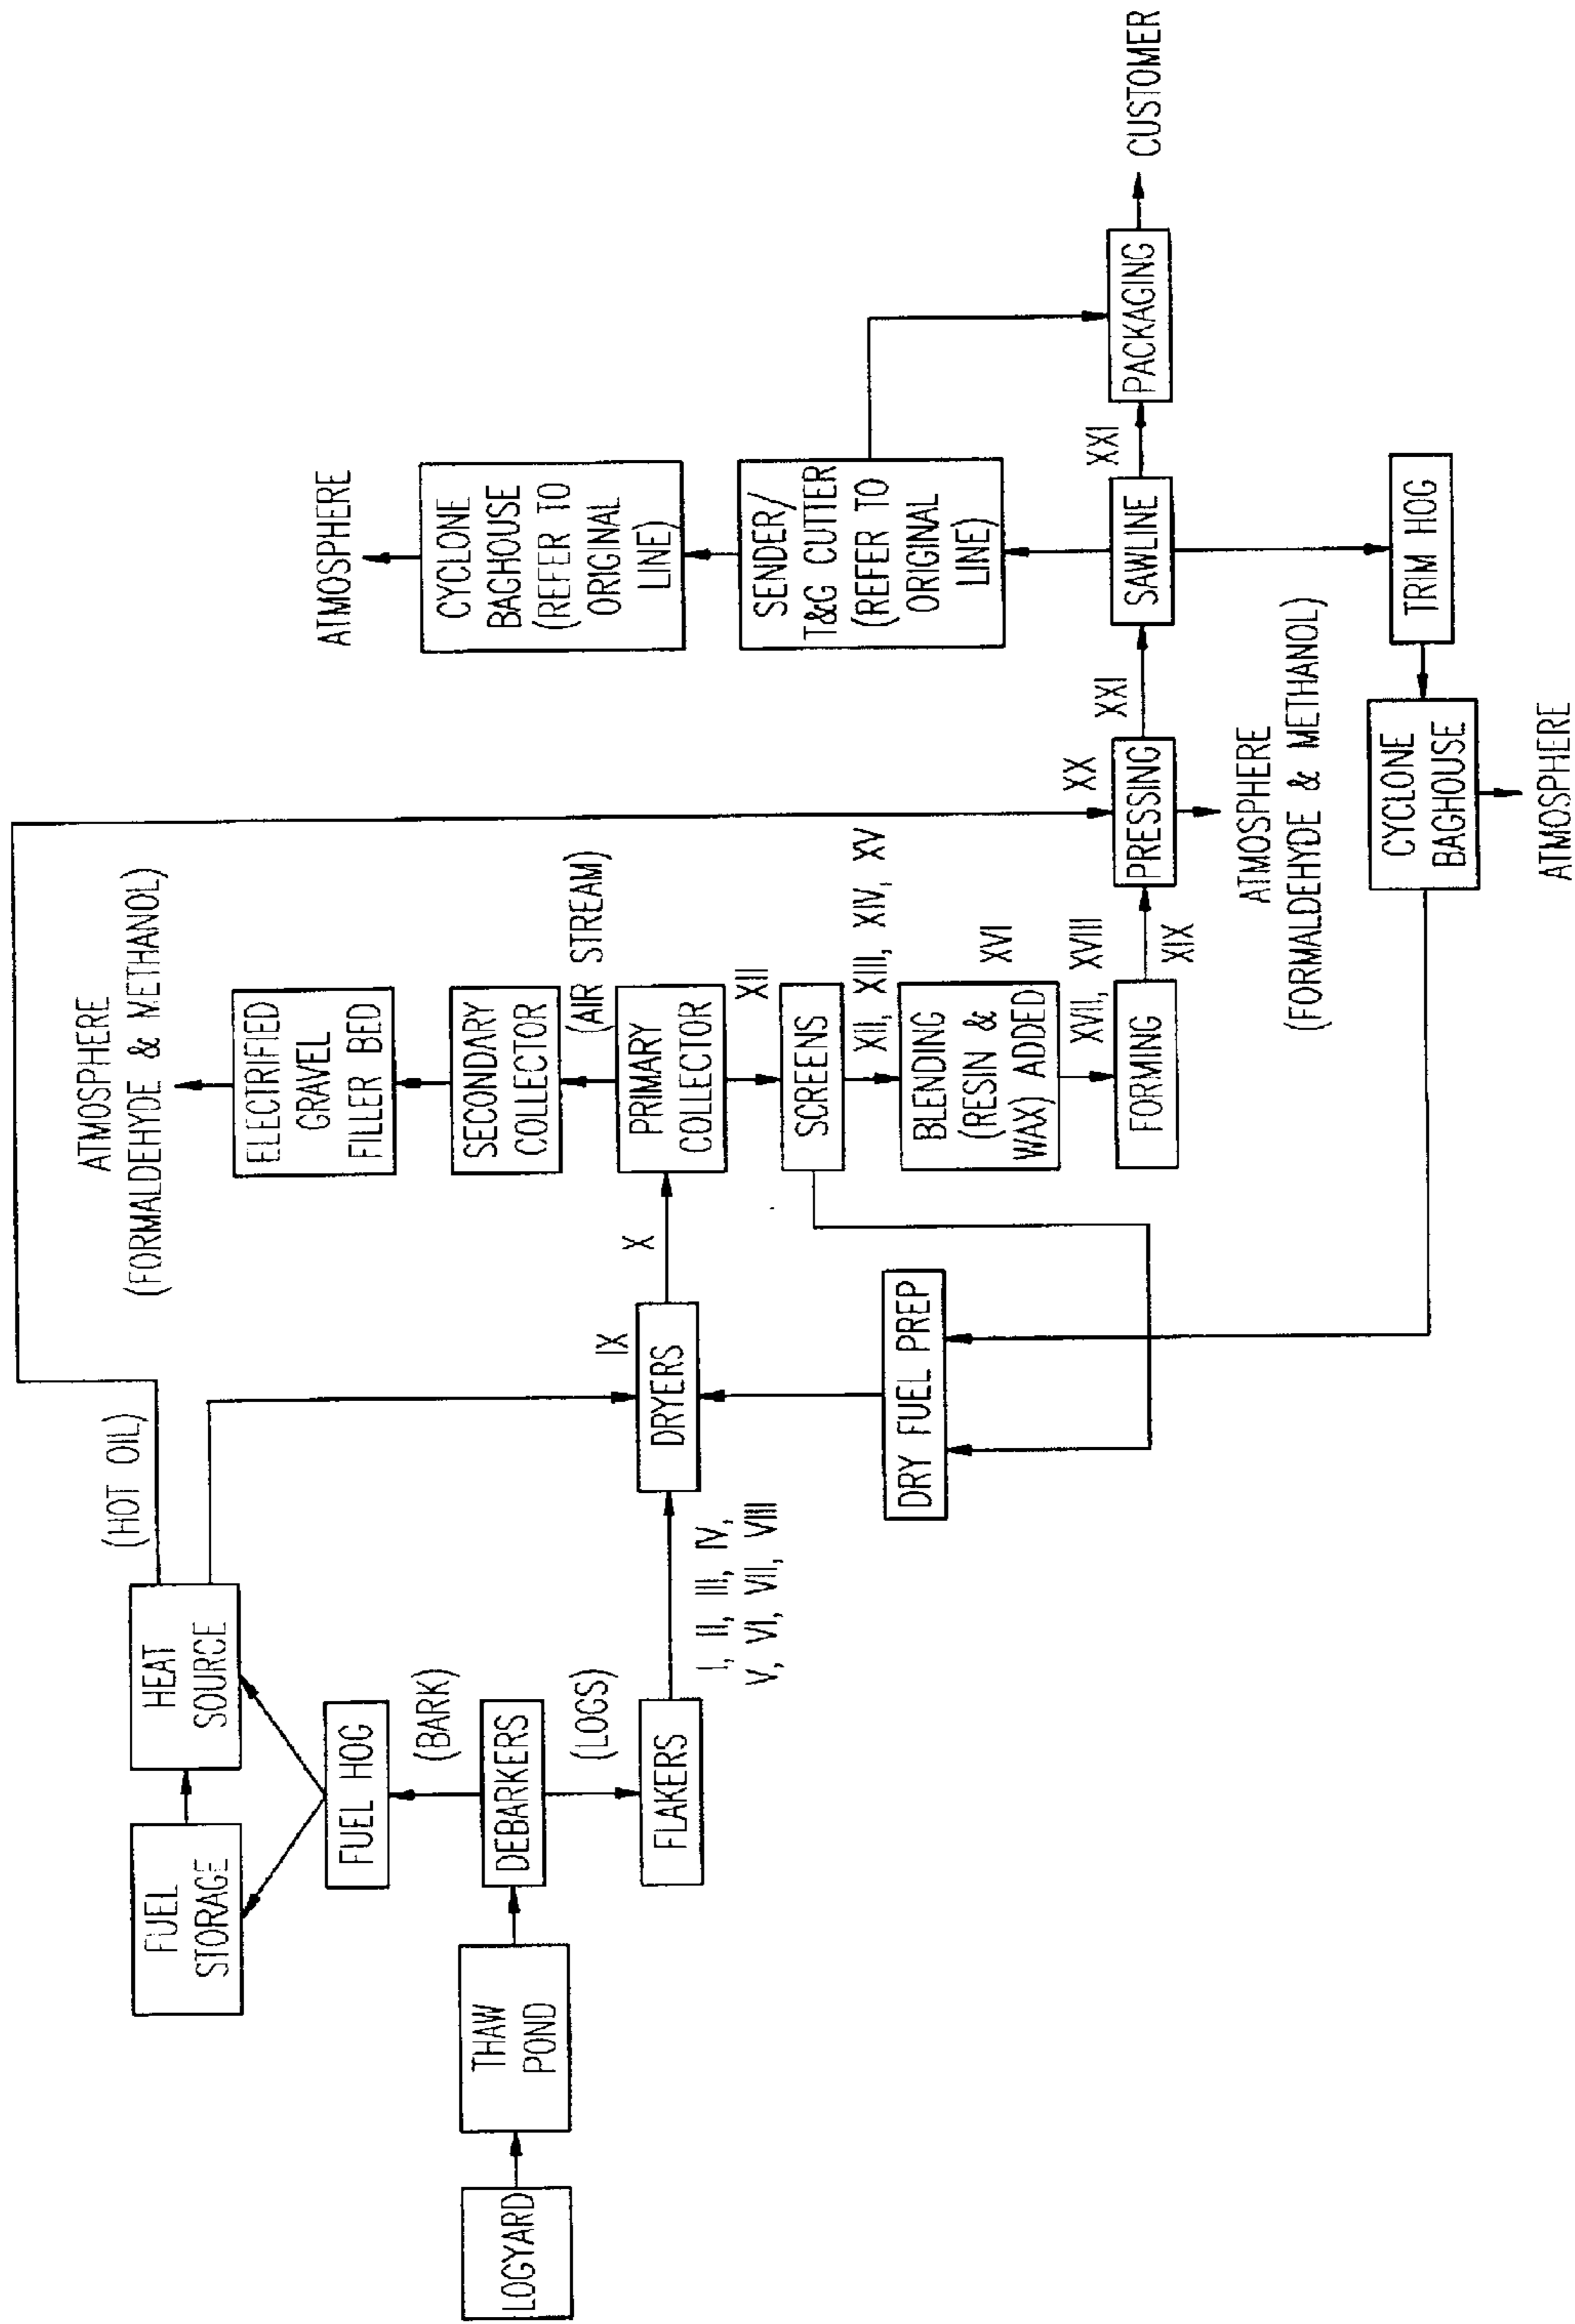 LOGYARD
THAW
POND
FUEL
STORAGE
HEAT
SOURCE
(HOT OIL)
FUEL HOG
(BARK)
DEBARKERS
(LOGS)
FLAKERS
I, II, III, IV,
V, VI, VII, VIII
IX
DRYERS
DRY FUEL PREP
X
ATMOSPHERE
(FORMALDEHYDE & METHANOL)
ELECTRIFIED
GRAVEL
FILLER BED
SECONDARY
COLLECTOR
(AIR STREAM)
PRIMARY
COLLECTOR
XII
SCREENS
XII, XIII, XIV, XV
BLENDING
(RESIN &
WAX) ADDED
XVI
XVII, XVIII
FORMING
XIX
XX
PRESSING
ATMOSPHERE
(FORMALDEHYDE & METHANOL)
XXI
ATMOSPHERE
CYCLONE
BAGHOUSE
(REFER TO
ORIGINAL
LINE)
SENDER/
T&G CUTTER
(REFER TO
ORIGINAL
LINE)
SAWLINE
XXI
PACKAGING
CUSTOMER
TRIM HOG
CYCLONE
BAGHOUSE
ATMOSPHERE